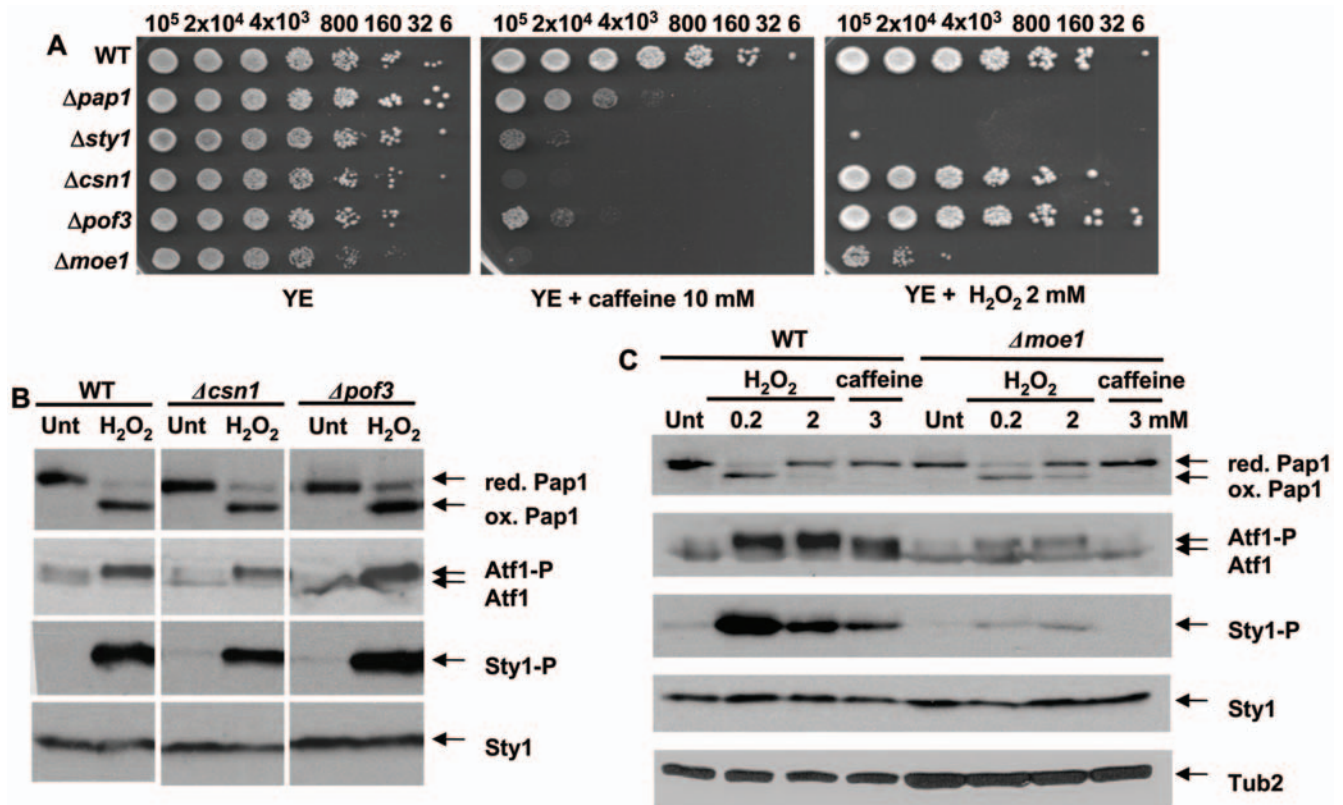 10⁵ 2x10⁴ 4x10³ 800 160 32 6
10⁵ 2x10⁴ 4x10³ 800 160 32 6
10⁵ 2x10⁴ 4x10³ 800 160 32 6
A
WT
Δpap1
Δsty1
Δcsn1
Δpof3
Δmoe1
YE
YE + caffeine 10 mM
YE + H₂O₂ 2 mM
B
WT Δcsn1 Δpof3
Unt H₂O₂ Unt H₂O₂ Unt H₂O₂
red. Pap1
ox. Pap1
Atf1-P
Atf1
Sty1-P
Sty1
C
WT Δmoe1
H₂O₂ caffeine H₂O₂ caffeine
Unt 0.2 2 3 Unt 0.2 2 3 mM
red. Pap1
ox. Pap1
Atf1-P
Atf1
Sty1-P
Sty1
Tub2